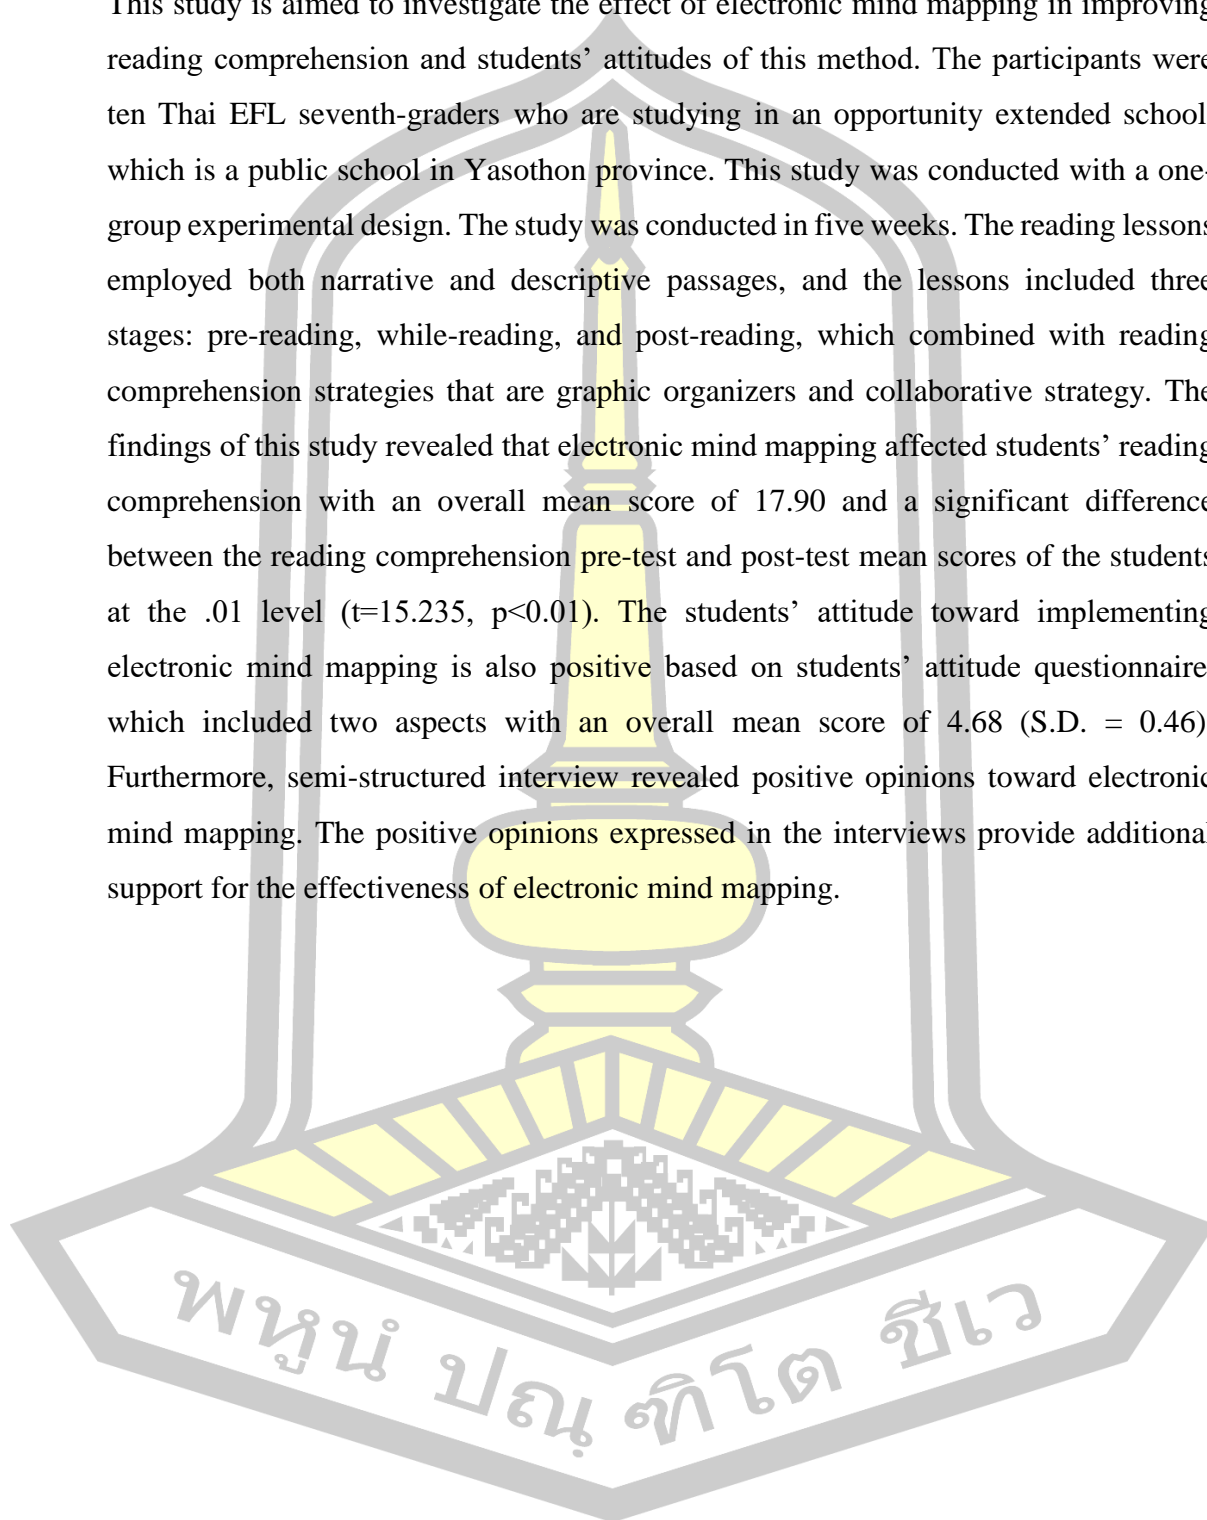 This study is aimed to investigate the effect of electronic mind mapping in improving
reading comprehension and students’ attitudes of this method. The participants were
ten Thai EFL seventh-graders who are studying in an opportunity extended school
which is a public school in Yasothon province. This study was conducted with a one-
group experimental design. The study was conducted in five weeks. The reading lessons
employed both narrative and descriptive passages, and the lessons included three
stages: pre-reading, while-reading, and post-reading, which combined with reading
comprehension strategies that are graphic organizers and collaborative strategy. The
findings of this study revealed that electronic mind mapping affected students’ reading
comprehension with an overall mean score of 17.90 and a significant difference
between the reading comprehension pre-test and post-test mean scores of the students
at the .01 level (t=15.235, p<0.01). The students’ attitude toward implementing
electronic mind mapping is also positive based on students’ attitude questionnaire
which included two aspects with an overall mean score of 4.68 (S.D. = 0.46)
Furthermore, semi-structured interview revealed positive opinions toward electronic
mind mapping. The positive opinions expressed in the interviews provide additional
support for the effectiveness of electronic mind mapping.
พหูนํ ปณฺ ฑิโต ชีเว